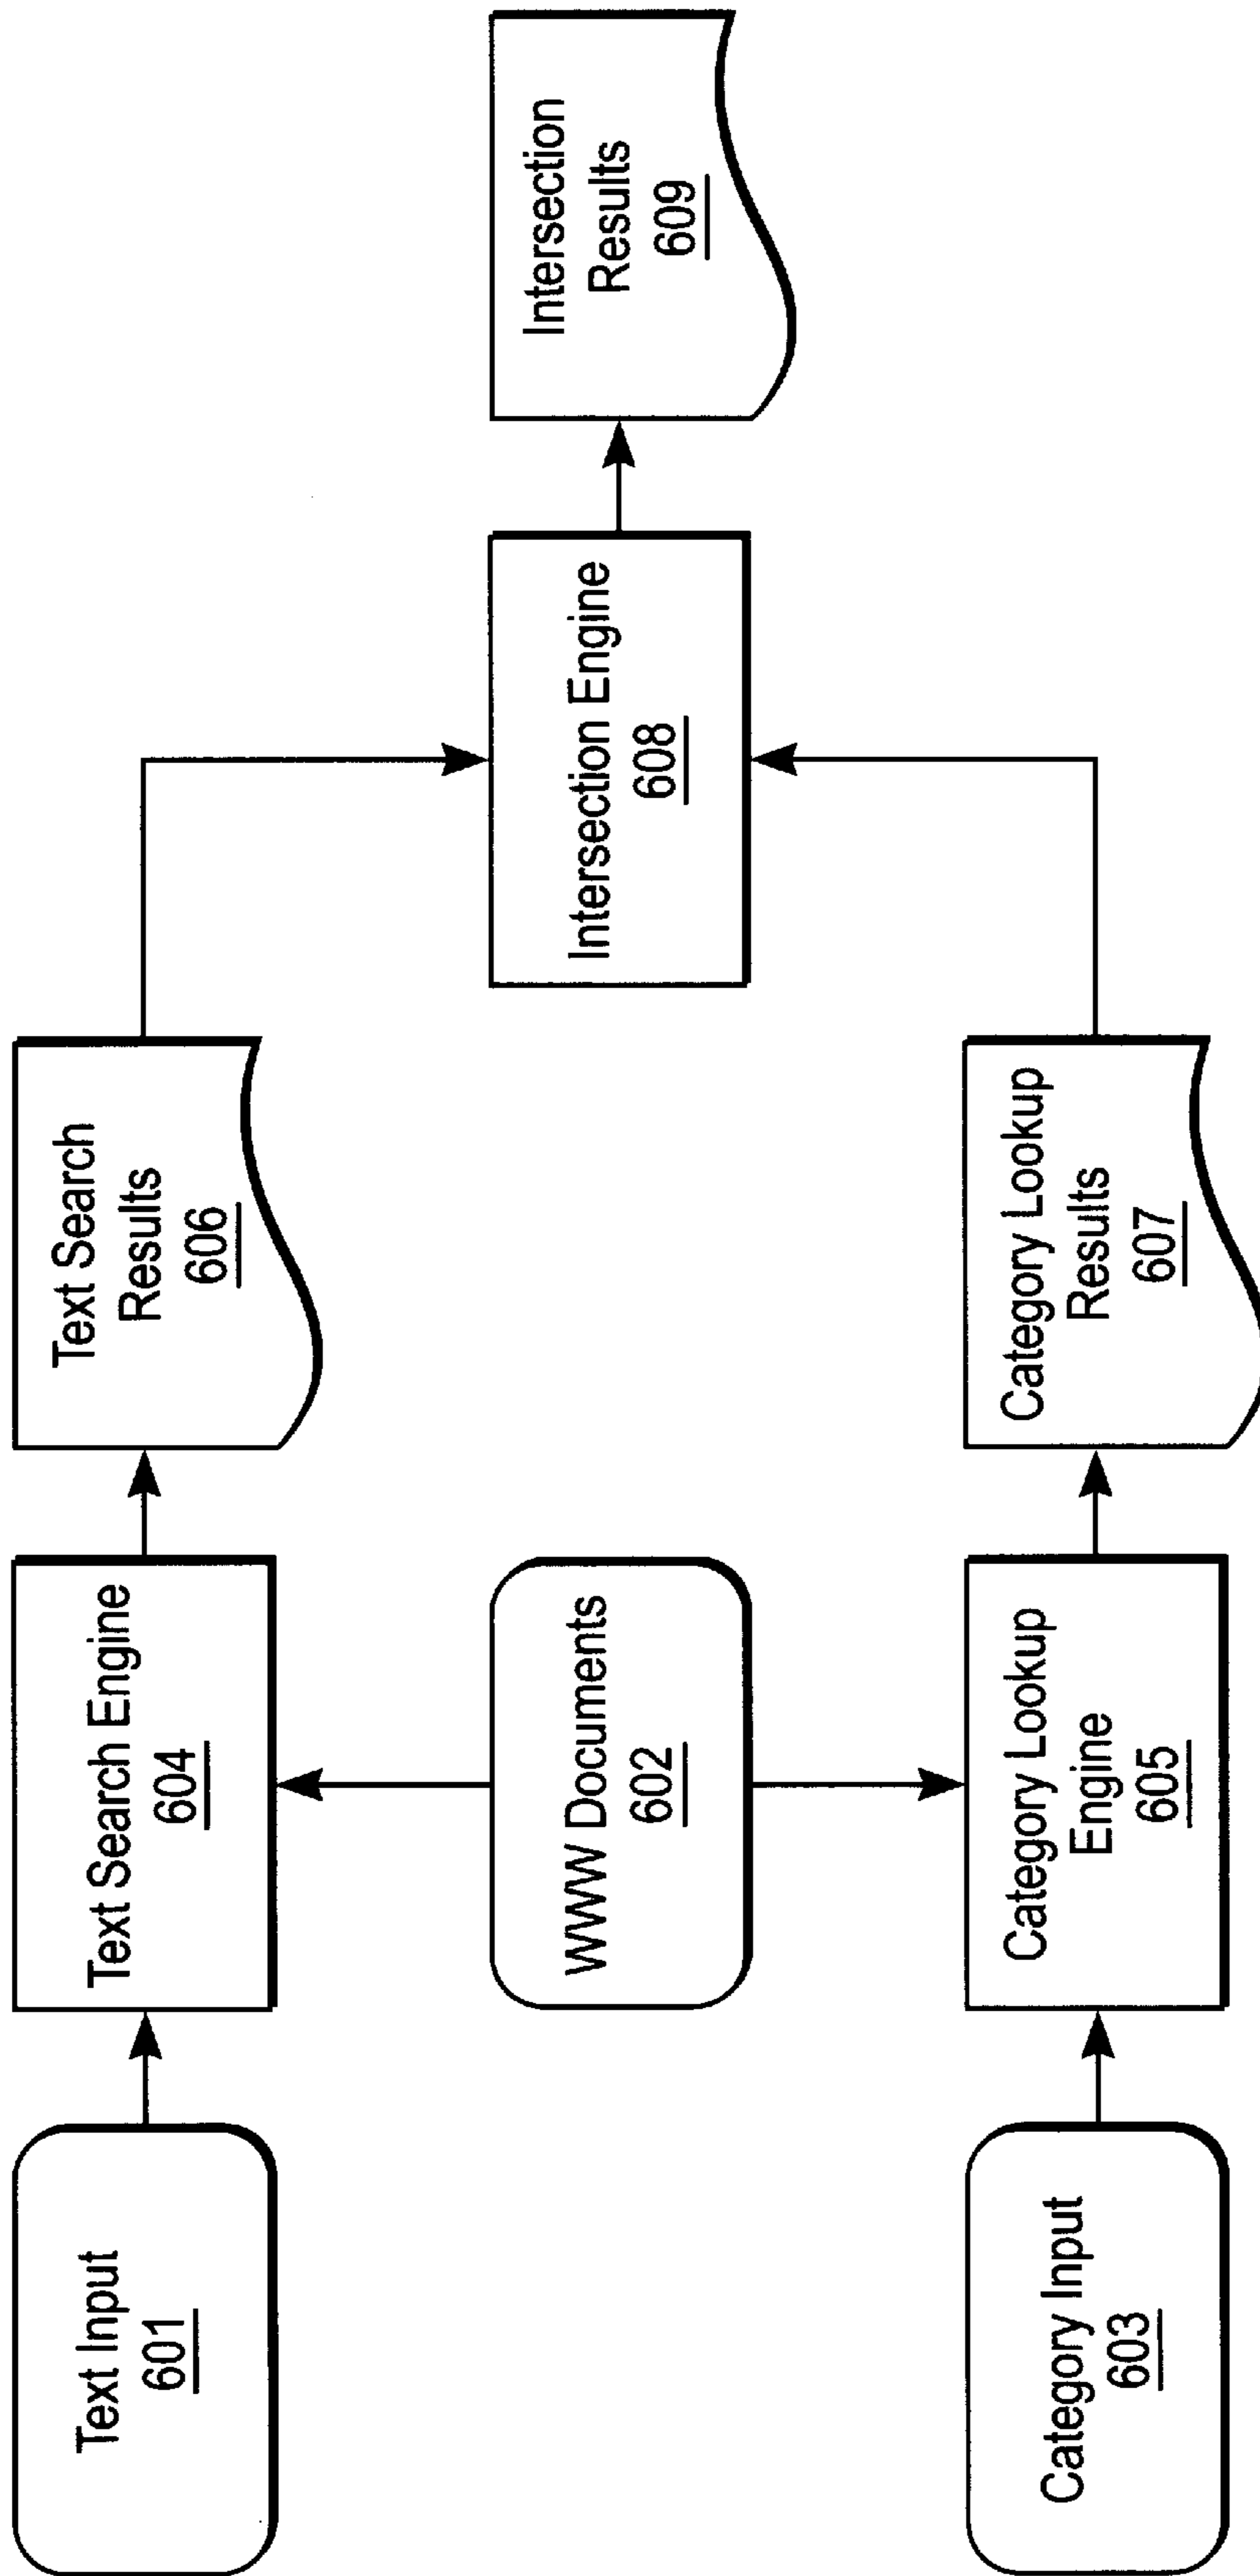 Text Input
601
Text Search Engine
604
Text Search
Results
606
WWW Documents
602
Intersection Engine
608
Intersection
Results
609
Category Input
603
Category Lookup
Engine
605
Category Lookup
Results
607